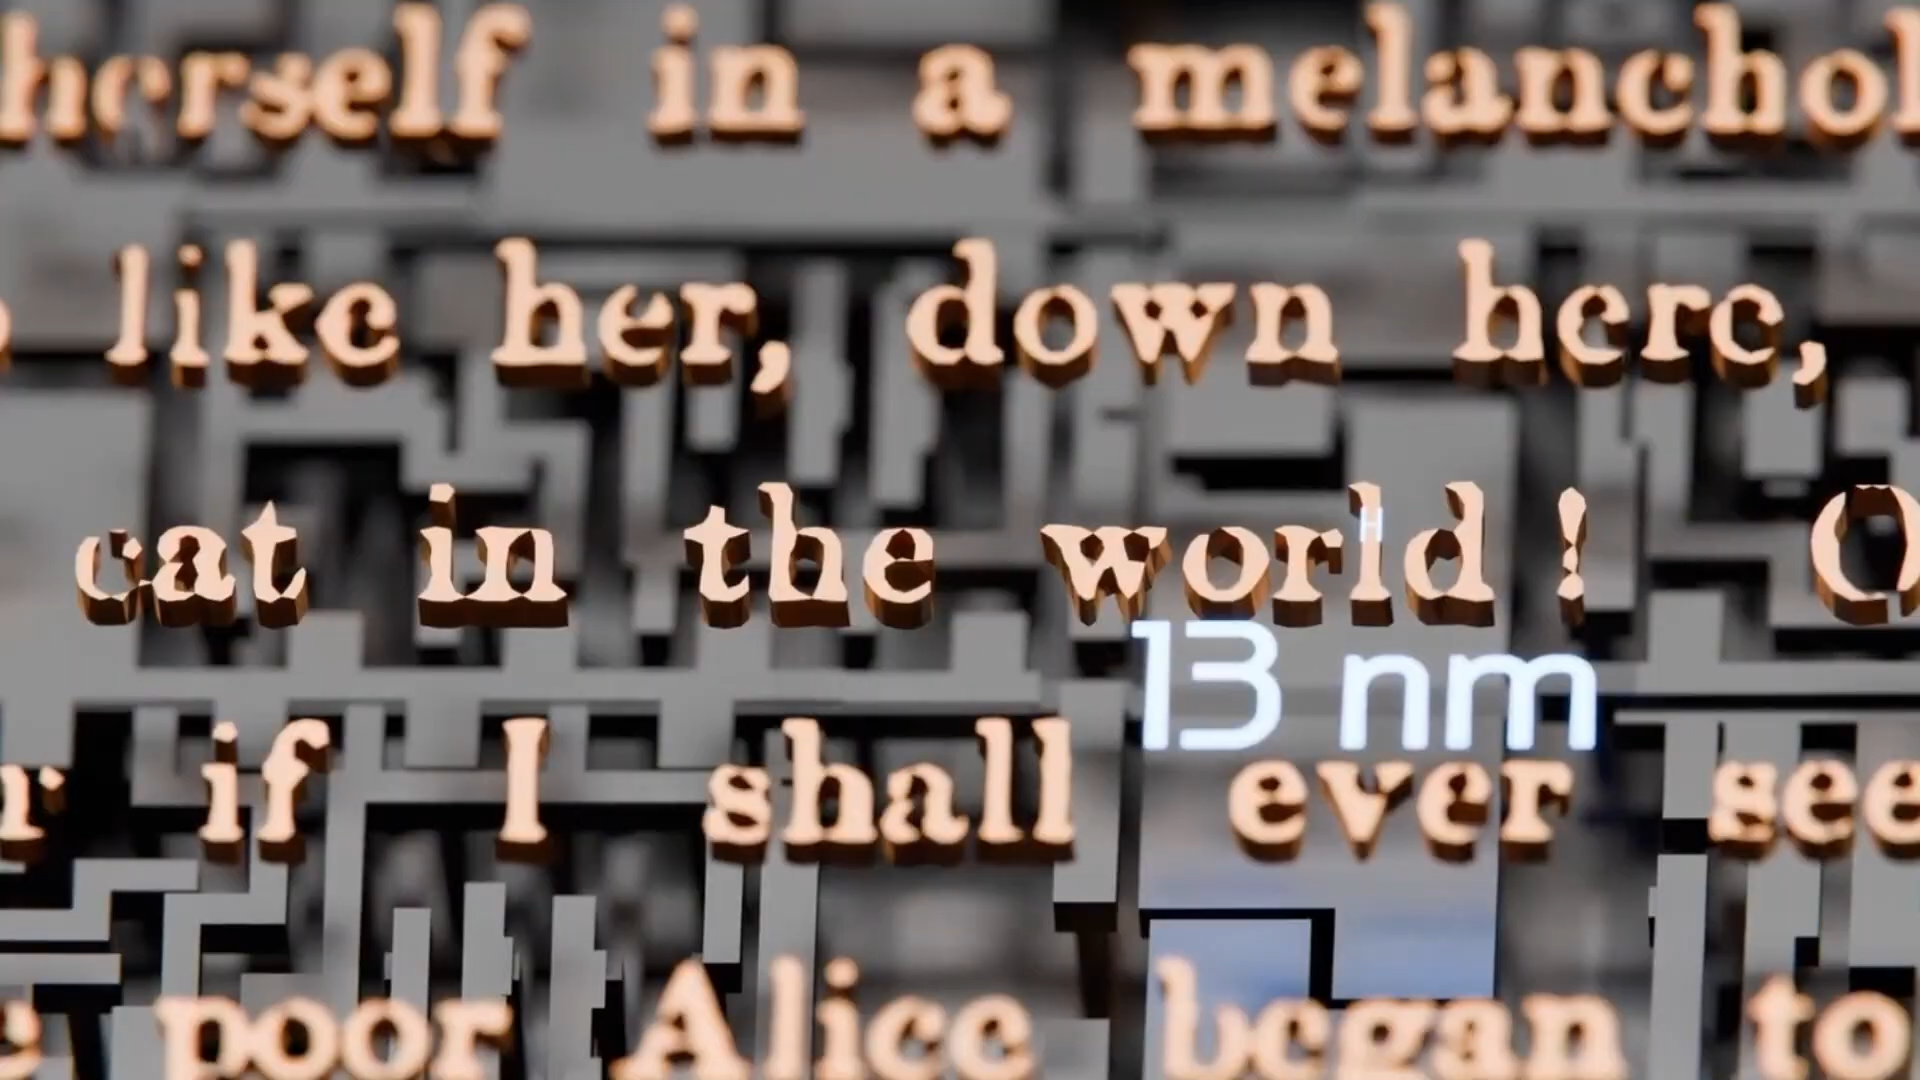 herself in a melanchol
like her, down here,
cat in the world! O
H
13 nm
r if I shall ever see
e poor Alice began to